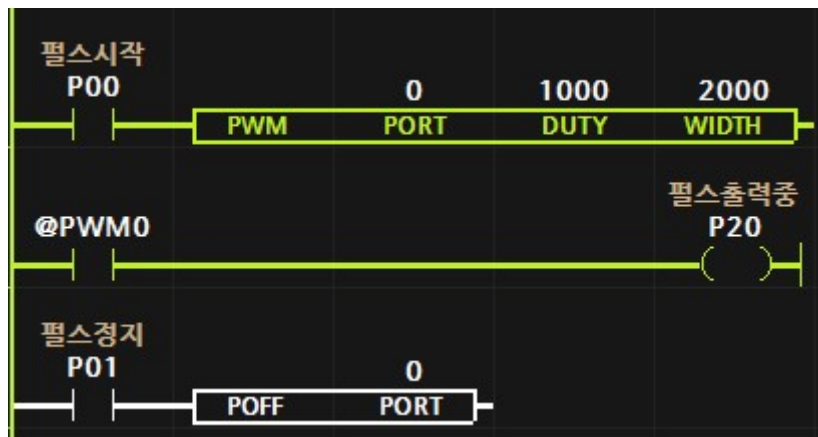 펄스시작
P00 0 1000 2000
PWM PORT DUTY WIDTH
펄스출력중
@PWM0 P20
펄스정지
P01 0
POFF PORT